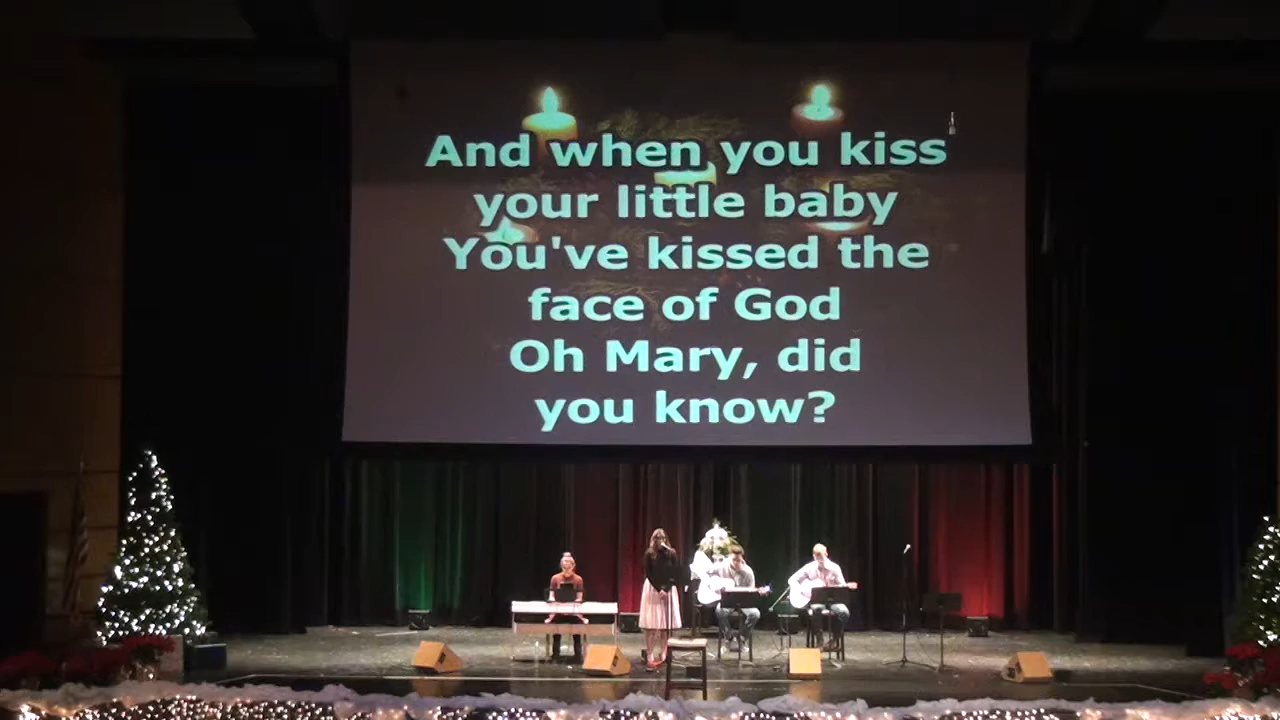 And when you kiss
your little baby
You've kissed the
face of God
Oh Mary, did
you know?